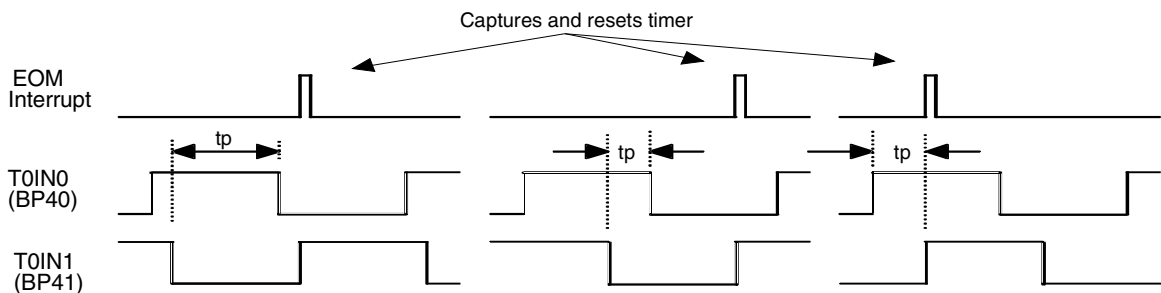 Captures and resets timer
EOM
Interrupt
tp
tp
tp
T0IN0
(BP40)
T0IN1
(BP41)